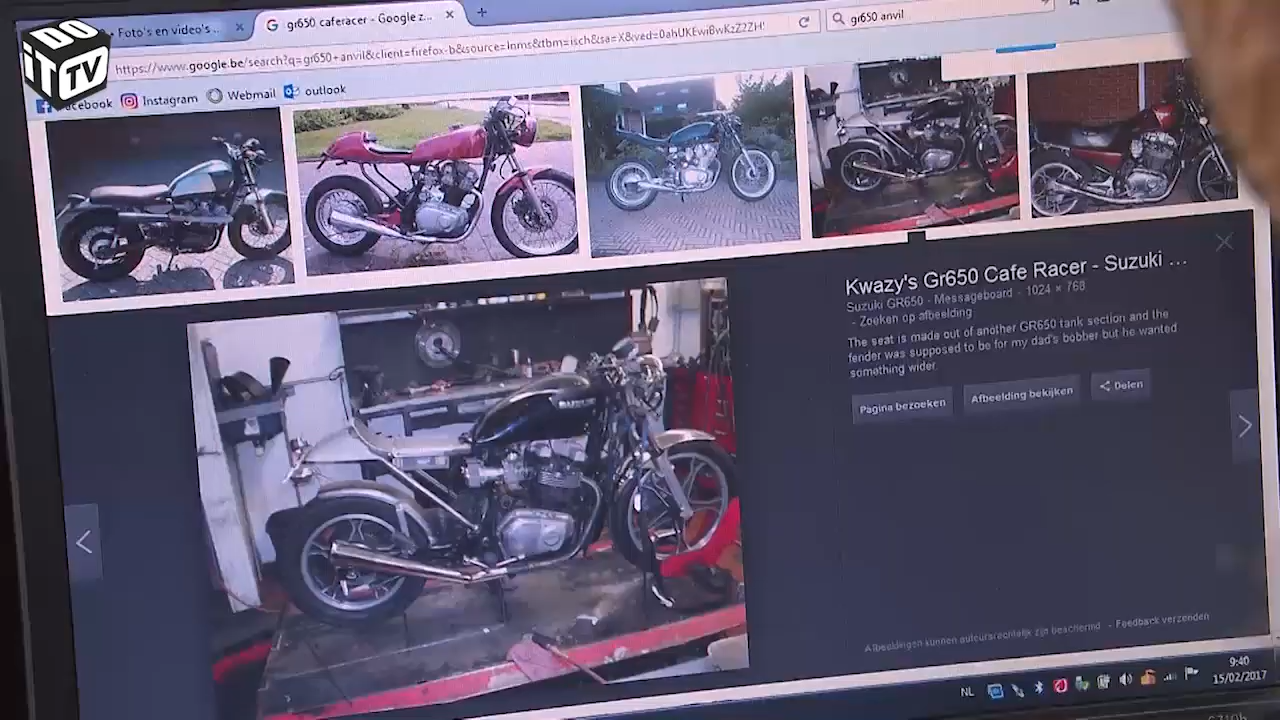 DO
iT
TV
• Foto's en video's ...
gr650 caferacer - Google z...
https://www.google.be/search?q=gr650+anvil&client=firefox-b&source=lnms&tbm=isch&sa=X&ved=0ahUKEwiBwKzZ2ZH!
gr650 anvil
Facebook Instagram Webmail outlook
Kwazy's Gr650 Cafe Racer - Suzuki ...
Suzuki GR650 - Messageboard - 1024 × 768
- Zoeken op afbeelding
The seat is made out of another GR650 tank section and the
fender was supposed to be for my dad's bobber but he wanted
something wider.
Pagina bezoeken Afbeelding bekijken Delen
Afbeeldingen kunnen auteursrechtelijk zijn beschermd - Feedback verzenden
NL 9:40
15/02/2017